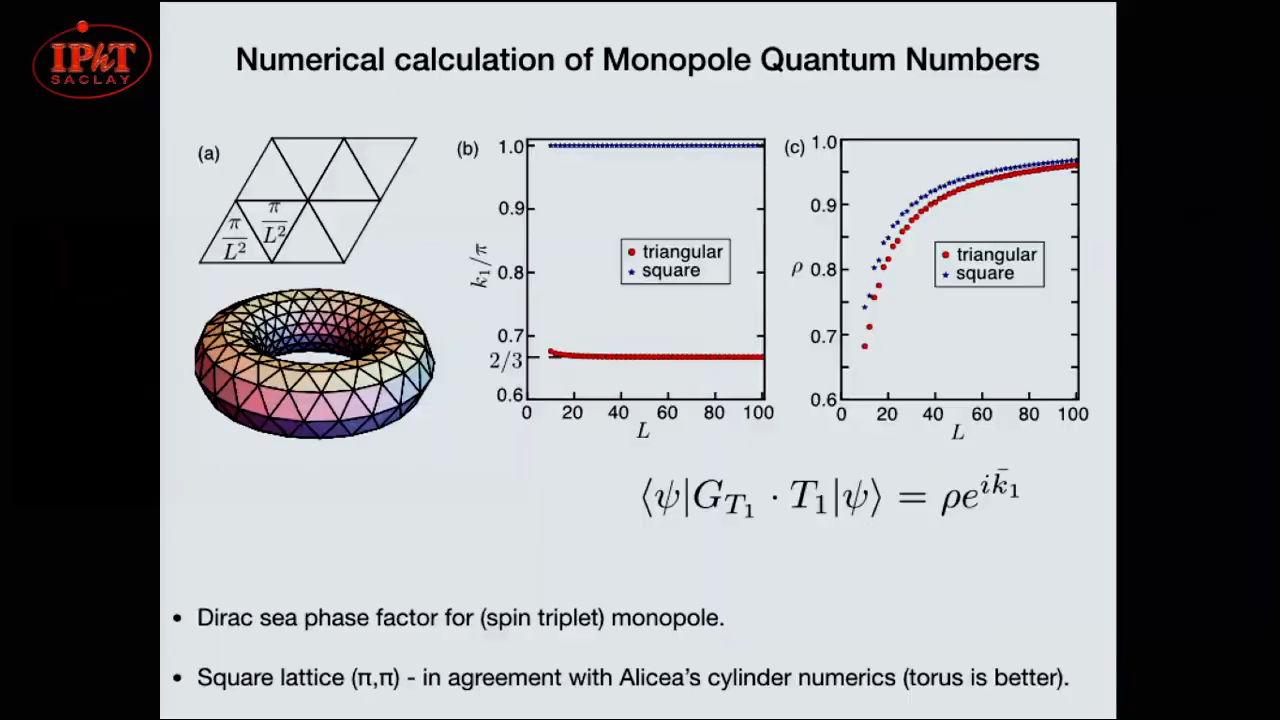 IPhT
SACLAY
Numerical calculation of Monopole Quantum Numbers
(a)
π/L²
π/L²
(b)
k₁/π
1.0
0.9
0.8
0.7
2/3
0.6
triangular
square
0 20 40 60 80 100
L
(c)
ρ
1.0
0.9
0.8
0.7
0.6
triangular
square
0 20 40 60 80 100
L
⟨ψ|G_{T₁} · T₁|ψ⟩ = ρe^{ik̄₁}
• Dirac sea phase factor for (spin triplet) monopole.
• Square lattice (π,π) - in agreement with Alicea's cylinder numerics (torus is better).